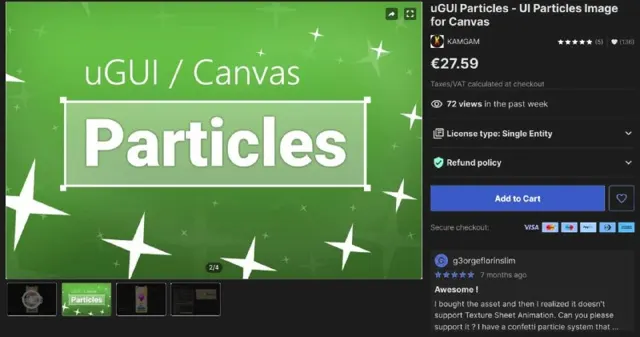 uGUI Particles - UI Particles Image
for Canvas
KAMGAM
(5)
(136)
€27.59
Taxes/VAT calculated at checkout
72 views in the past week
License type: Single Entity
Refund policy
Add to Cart
Secure checkout:
VISA
g3orgeflorinslim
7 months ago
Awesome !
I bought the asset and then I realized it doesn't
support Texture Sheet Animation. Can you please
support it ? I have a confetti particle system that ...
uGUI / Canvas
Particles
2/4
Particles